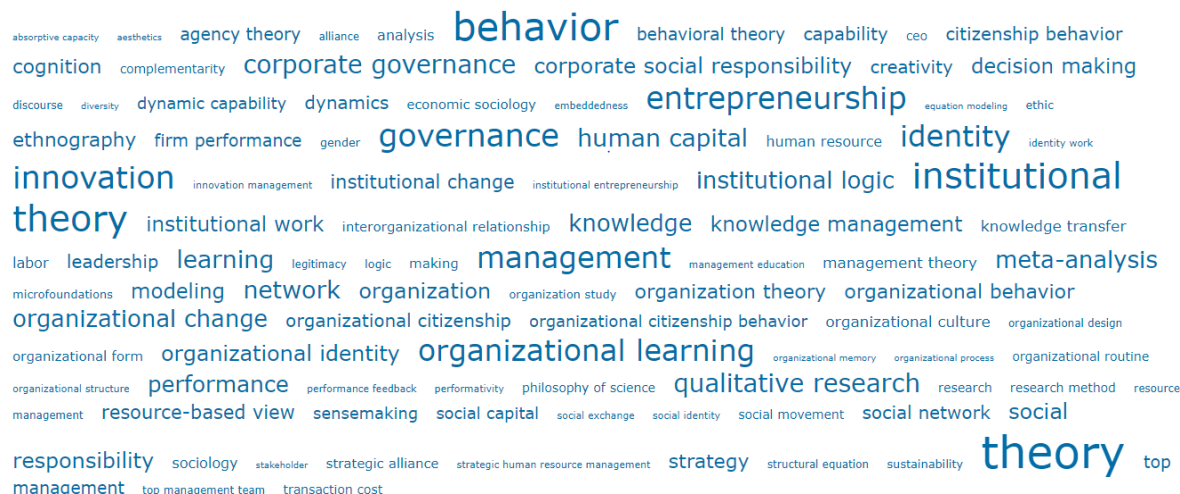 absorptive capacity aesthetics agency theory alliance analysis behavior behavioral theory capability ceo citizenship behavior
cognition complementarity corporate governance corporate social responsibility creativity decision making
discourse diversity dynamic capability dynamics economic sociology embeddedness entrepreneurship equation modeling ethic
ethnography firm performance gender governance human capital human resource identity identity work
innovation innovation management institutional change institutional entrepreneurship institutional logic institutional
theory institutional work interorganizational relationship knowledge knowledge management knowledge transfer
labor leadership learning legitimacy logic making management management education management theory meta-analysis
microfoundations modeling network organization organization study organization theory organizational behavior
organizational change organizational citizenship organizational citizenship behavior organizational culture organizational design
organizational form organizational identity organizational learning organizational memory organizational process organizational routine
organizational structure performance performance feedback performativity philosophy of science qualitative research research research method resource
management resource-based view sensemaking social capital social exchange social identity social movement social network social
responsibility sociology stakeholder strategic alliance strategic human resource management strategy structural equation sustainability theory top
management top management team transaction cost